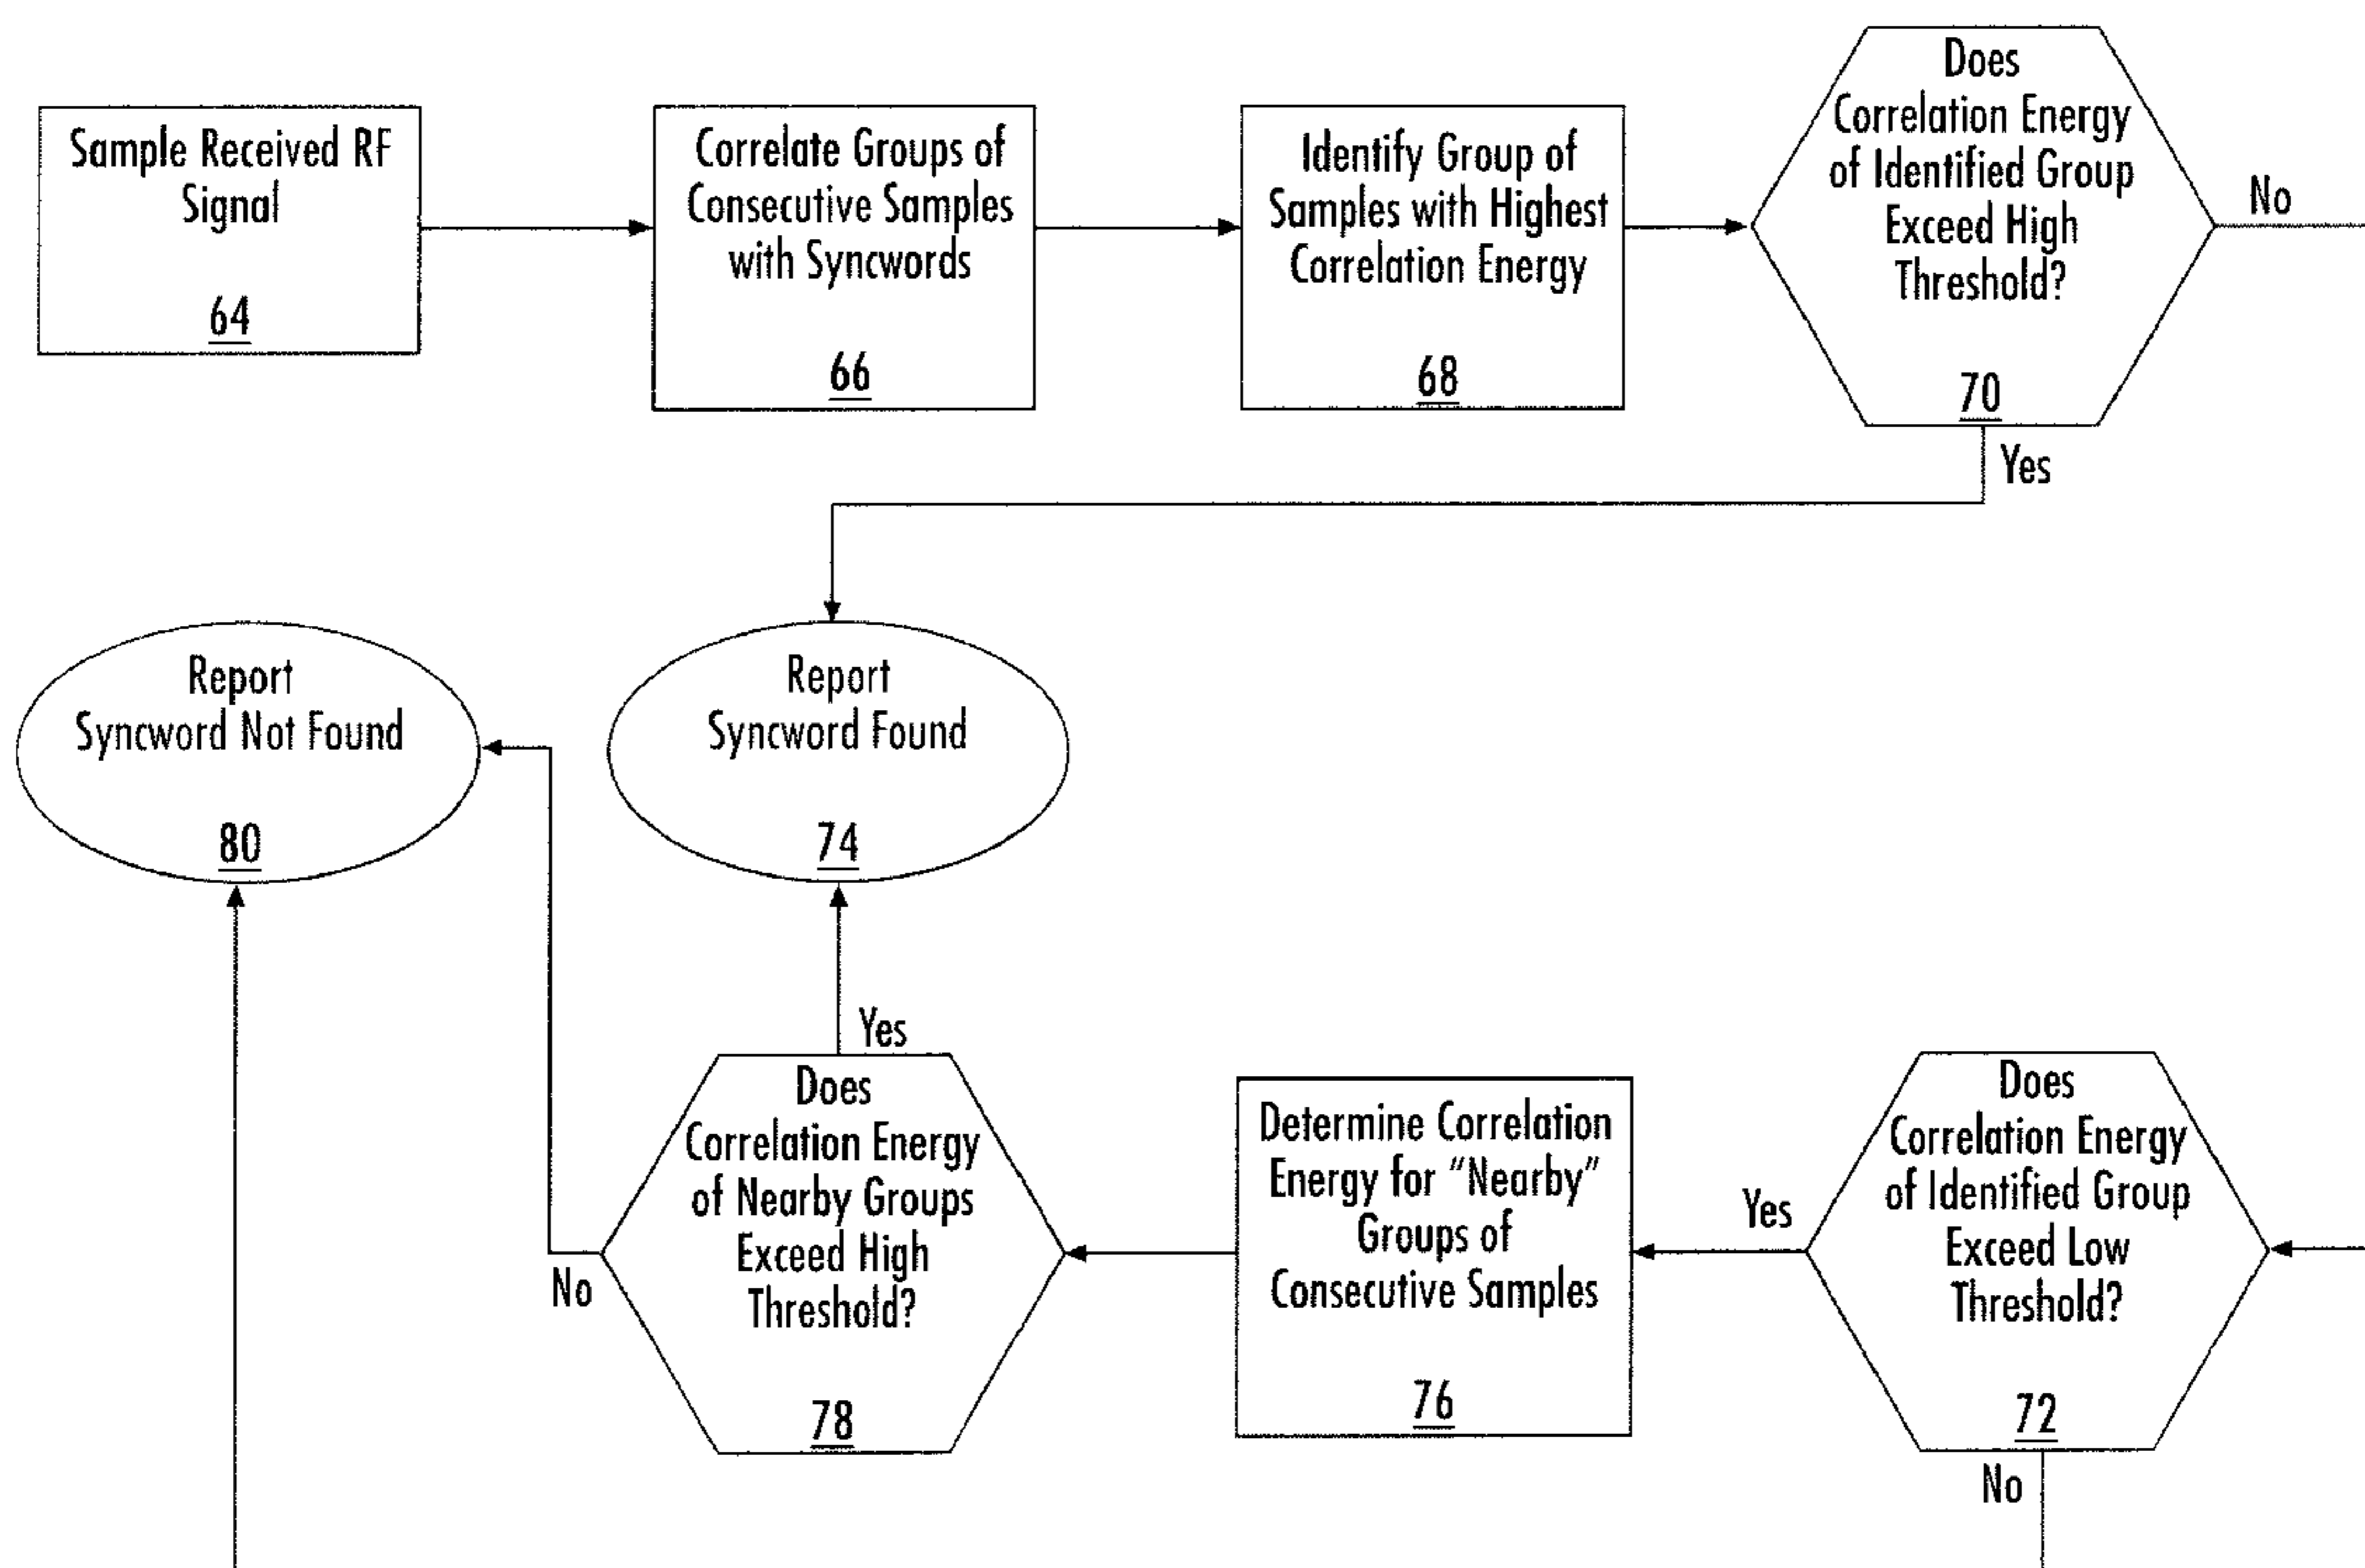 Sample Received RF
Signal
64
Correlate Groups of
Consecutive Samples
with Syncwords
66
Identify Group of
Samples with Highest
Correlation Energy
68
Does
Correlation Energy
of Identified Group
Exceed High
Threshold?
70
No
Yes
Report
Syncword Not Found
80
Report
Syncword Found
74
Yes
Does
Correlation Energy
of Nearby Groups
Exceed High
Threshold?
78
No
Determine Correlation
Energy for "Nearby"
Groups of
Consecutive Samples
76
Yes
Does
Correlation Energy
of Identified Group
Exceed Low
Threshold?
72
No